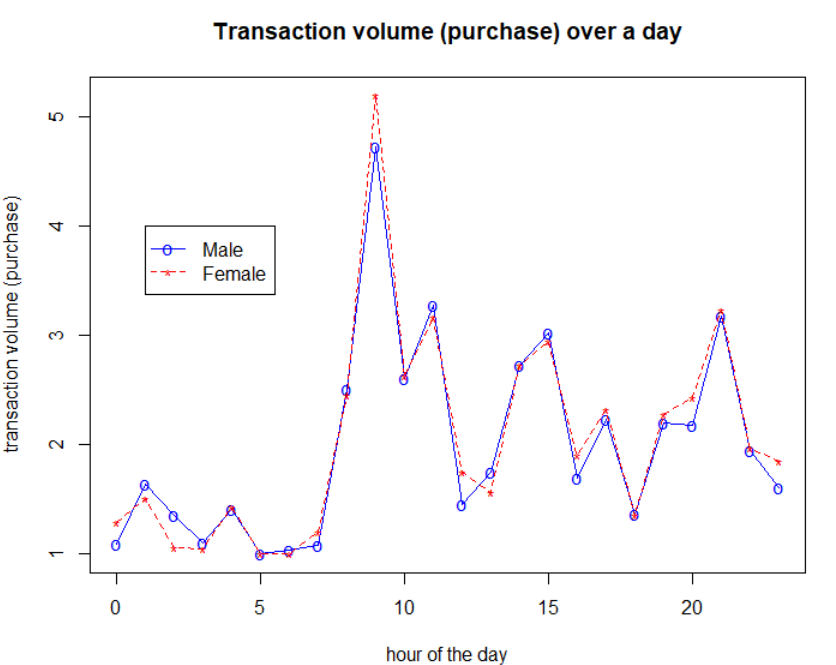 Transaction volume (purchase) over a day
transaction volume (purchase)
5
4
3
2
1
Male
Female
0 5 10 15 20
hour of the day